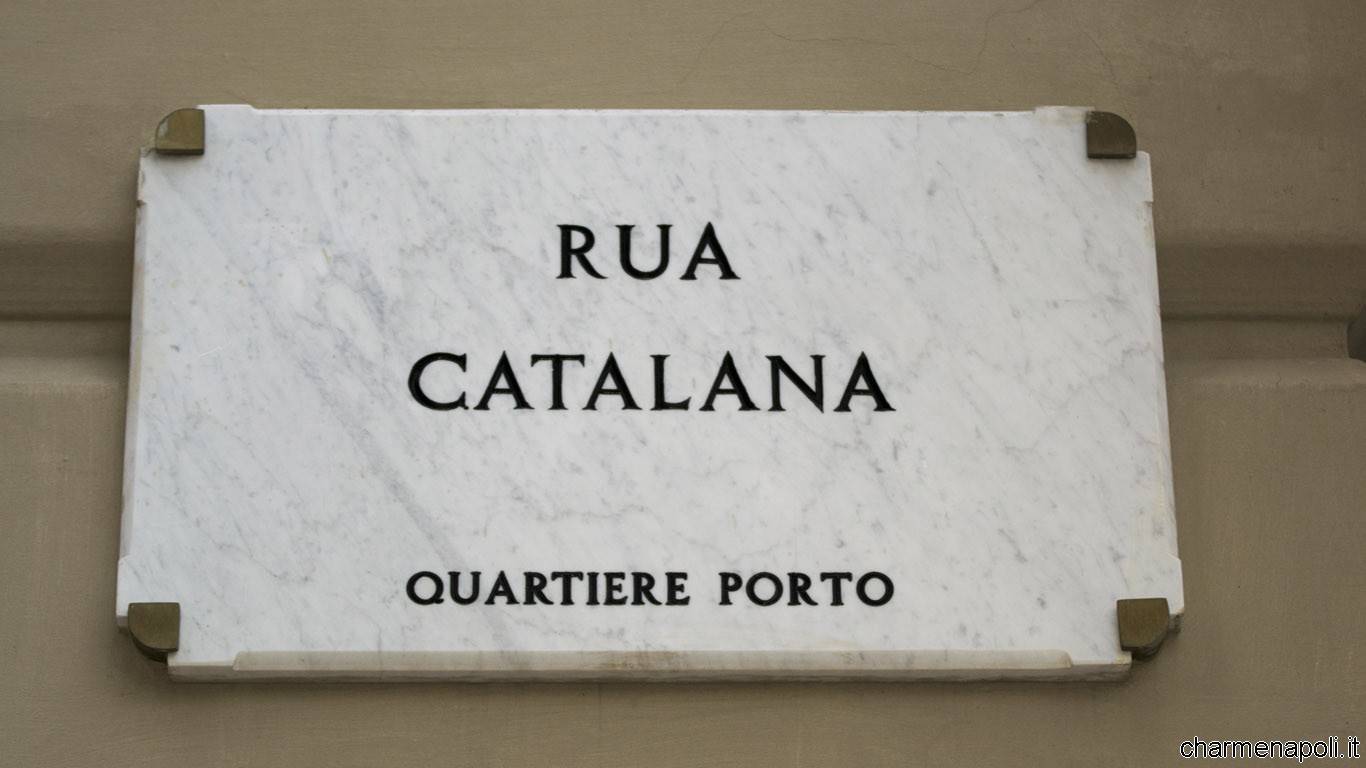 RUA
CATALANA
QUARTIERE PORTO
charmenapoli.it